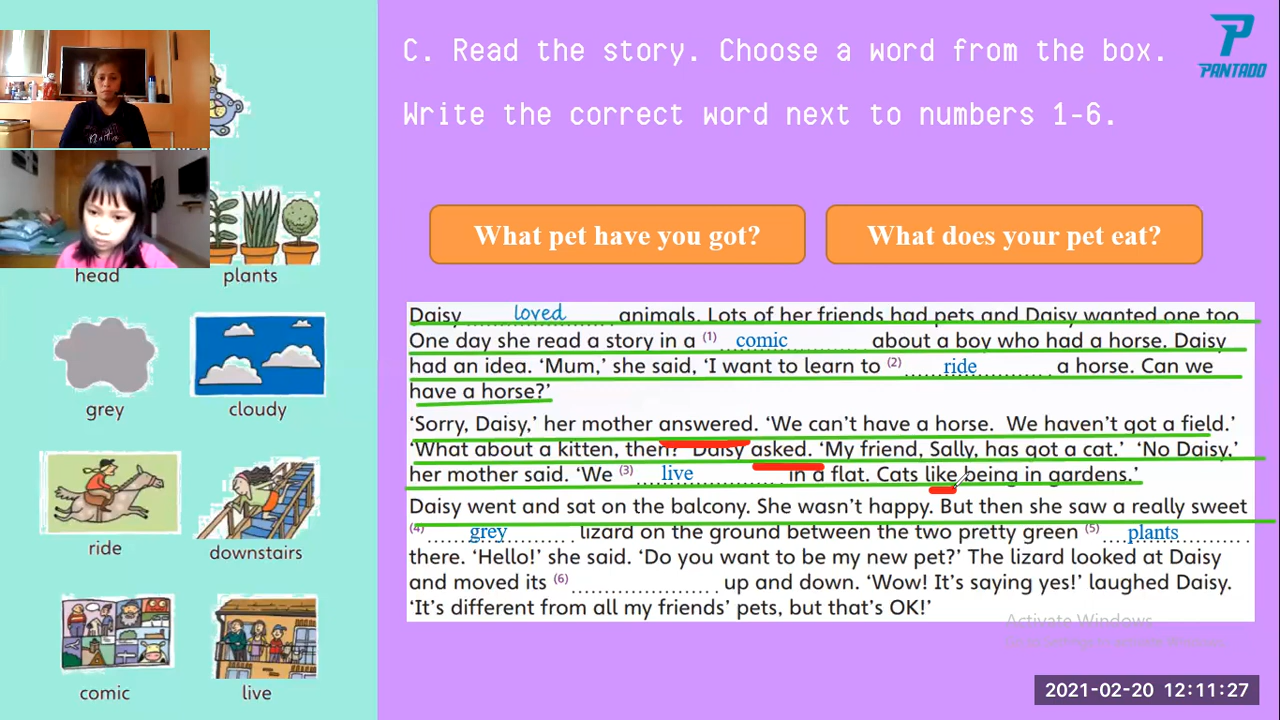 C. Read the story. Choose a word from the box.
Write the correct word next to numbers 1-6.
PANTADO
What pet have you got?
What does your pet eat?
head
plants
grey
cloudy
ride
downstairs
comic
live
Daisy loved animals. Lots of her friends had pets and Daisy wanted one too.
One day she read a story in a (1) comic about a boy who had a horse. Daisy
had an idea. ‘Mum,’ she said, ‘I want to learn to (2) ride a horse. Can we
have a horse?’
‘Sorry, Daisy,’ her mother answered. ‘We can’t have a horse. We haven’t got a field.’
‘What about a kitten, then?’ Daisy asked. ‘My friend, Sally, has got a cat.’ ‘No Daisy,’
her mother said. ‘We (3) live in a flat. Cats like being in gardens.’
Daisy went and sat on the balcony. She wasn’t happy. But then she saw a really sweet
(4) grey lizard on the ground between the two pretty green (5) plants
there. ‘Hello!’ she said. ‘Do you want to be my new pet?’ The lizard looked at Daisy
and moved its (6) .................... up and down. ‘Wow! It’s saying yes!’ laughed Daisy.
‘It’s different from all my friends’ pets, but that’s OK!’
Activate Windows
2021-02-20 12:11:27